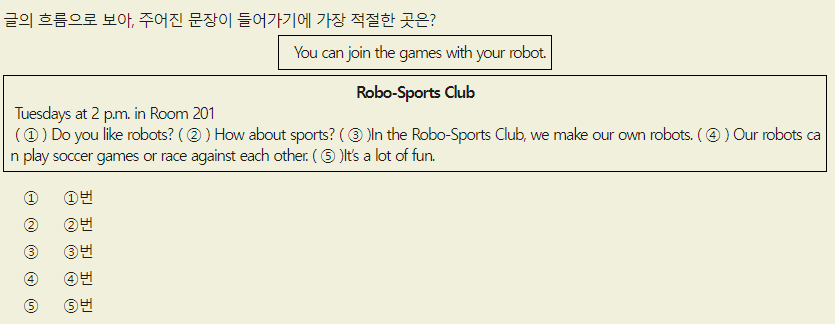 글의 흐름으로 보아, 주어진 문장이 들어가기에 가장 적절한 곳은?
You can join the games with your robot.
Robo-Sports Club
Tuesdays at 2 p.m. in Room 201
( ① ) Do you like robots? ( ② ) How about sports? ( ③ )In the Robo-Sports Club, we make our own robots. ( ④ ) Our robots ca
n play soccer games or race against each other. ( ⑤ )It's a lot of fun.
① ①번
② ②번
③ ③번
④ ④번
⑤ ⑤번